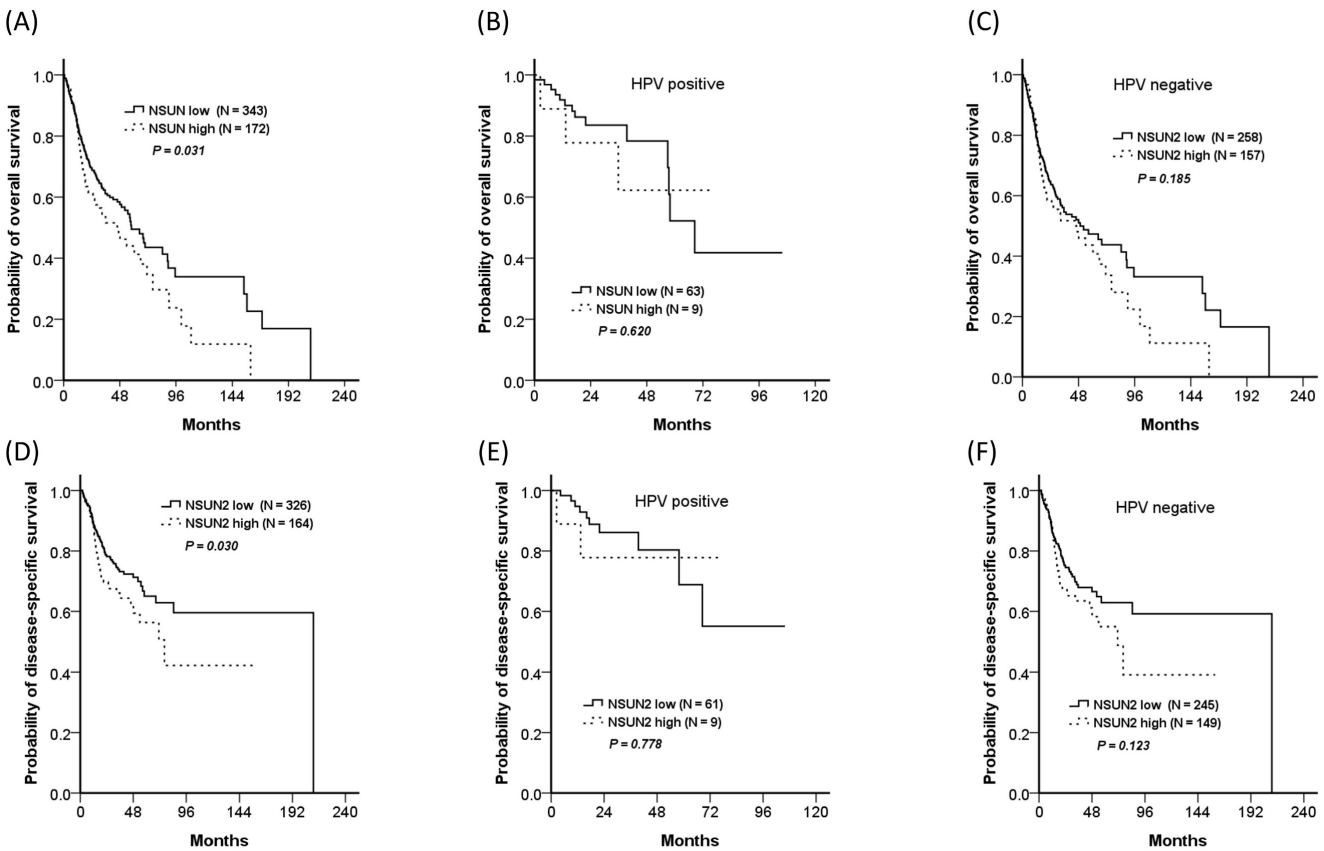 (A)
Probability of overall survival
1.0
0.8
0.6
0.4
0.2
0.0
NSUN low (N = 343)
NSUN high (N = 172)
P = 0.031
0 48 96 144 192 240
Months
(B)
Probability of overall survival
1.0
0.8
0.6
0.4
0.2
0.0
HPV positive
NSUN low (N = 63)
NSUN high (N = 9)
P = 0.620
0 24 48 72 96 120
Months
(C)
Probability of overall survival
1.0
0.8
0.6
0.4
0.2
0.0
HPV negative
NSUN2 low (N = 258)
NSUN2 high (N = 157)
P = 0.185
0 48 96 144 192 240
Months
(D)
Probability of disease-specific survival
1.0
0.8
0.6
0.4
0.2
0.0
NSUN2 low (N = 326)
NSUN2 high (N = 164)
P = 0.030
0 48 96 144 192 240
Months
(E)
Probability of disease-specific survival
1.0
0.8
0.6
0.4
0.2
0.0
HPV positive
NSUN2 low (N = 61)
NSUN2 high (N = 9)
P = 0.778
0 24 48 72 96 120
Months
(F)
Probability of disease-specific survival
1.0
0.8
0.6
0.4
0.2
0.0
HPV negative
NSUN2 low (N = 245)
NSUN2 high (N = 149)
P = 0.123
0 48 96 144 192 240
Months